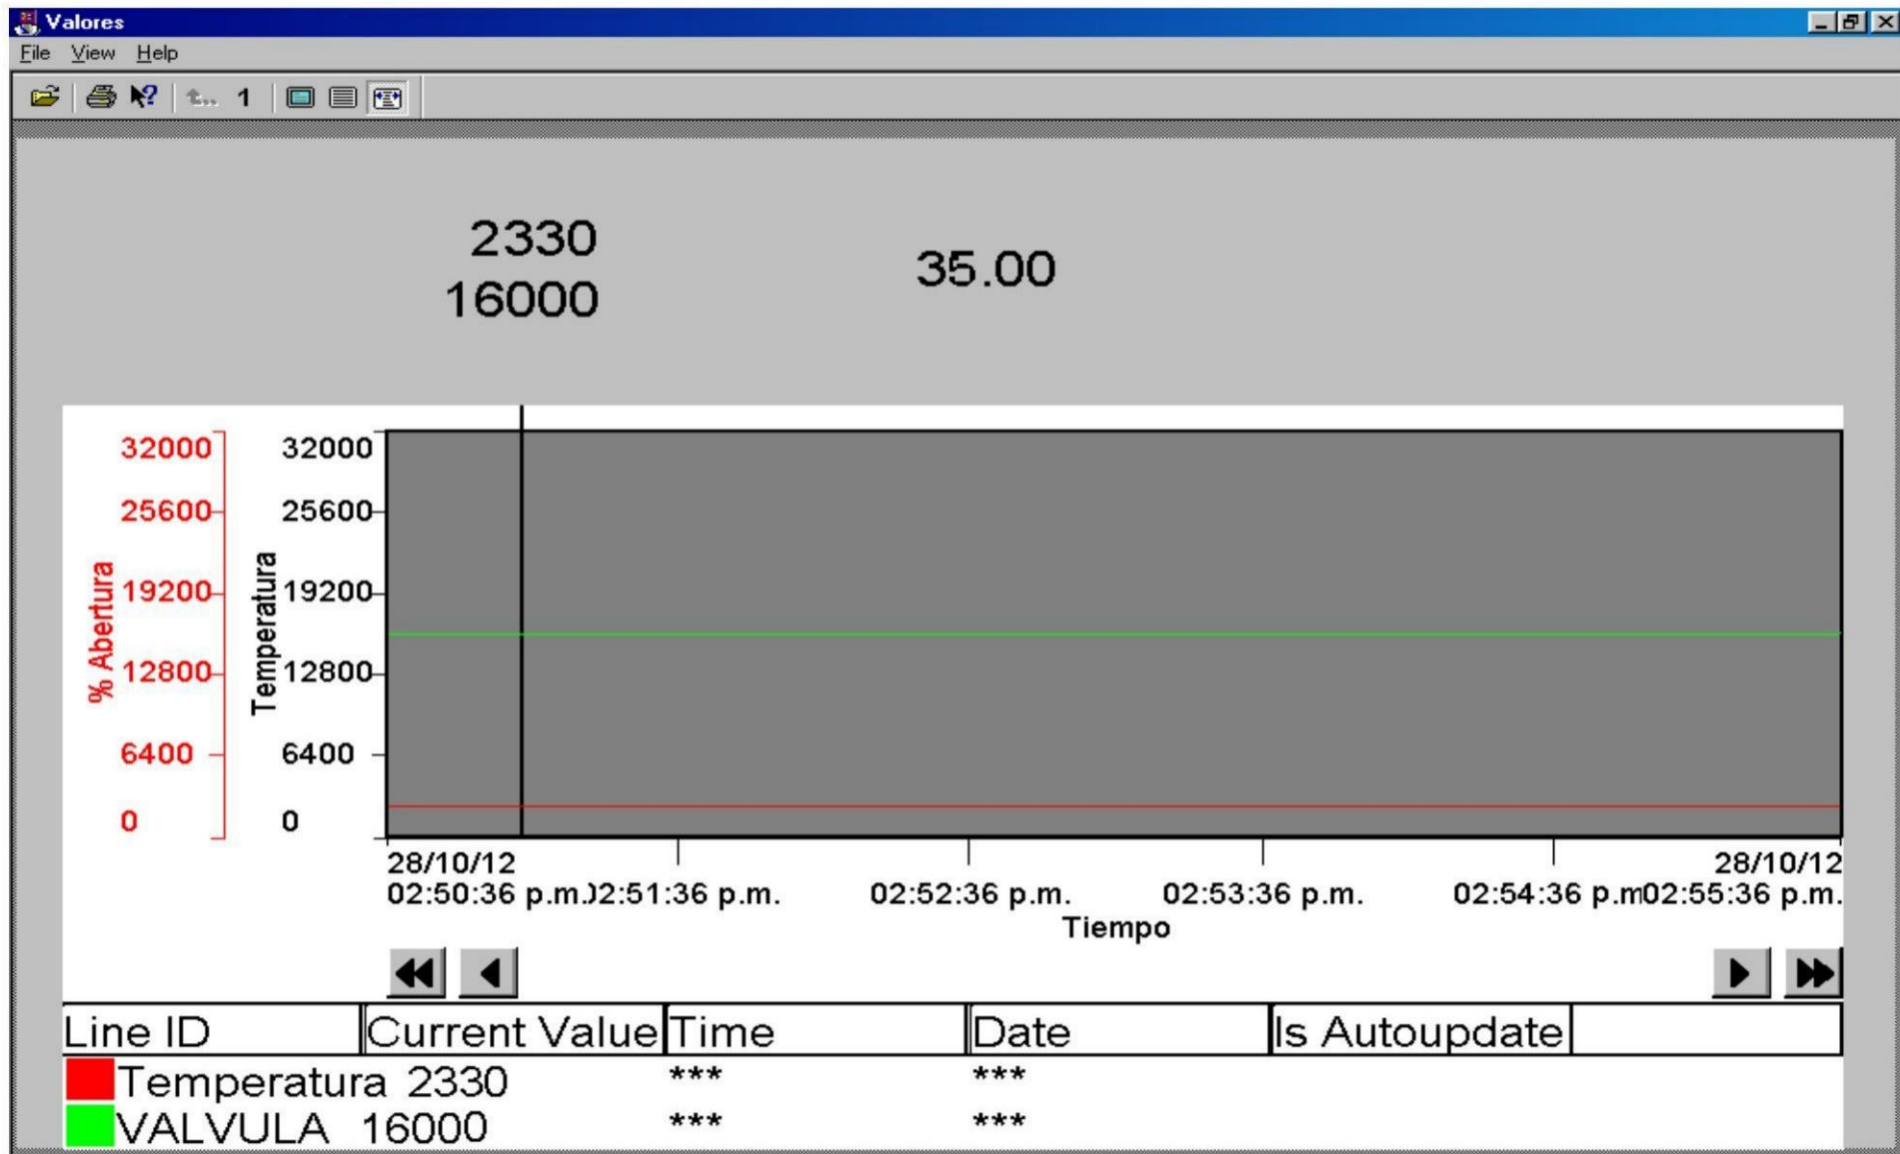 Valores
File View Help
1
2330
35.00
16000
32000 32000
25600 25600
19200 19200
12800 12800
6400 6400
0 0
% Abertura
Temperatura
28/10/12 28/10/12
02:50:36 p.m. 02:51:36 p.m. 02:52:36 p.m. 02:53:36 p.m. 02:54:36 p.m 02:55:36 p.m.
Tiempo
Line ID Current Value Time Date Is Autoupdate
Temperatura 2330 *** ***
VALVULA 16000 *** ***